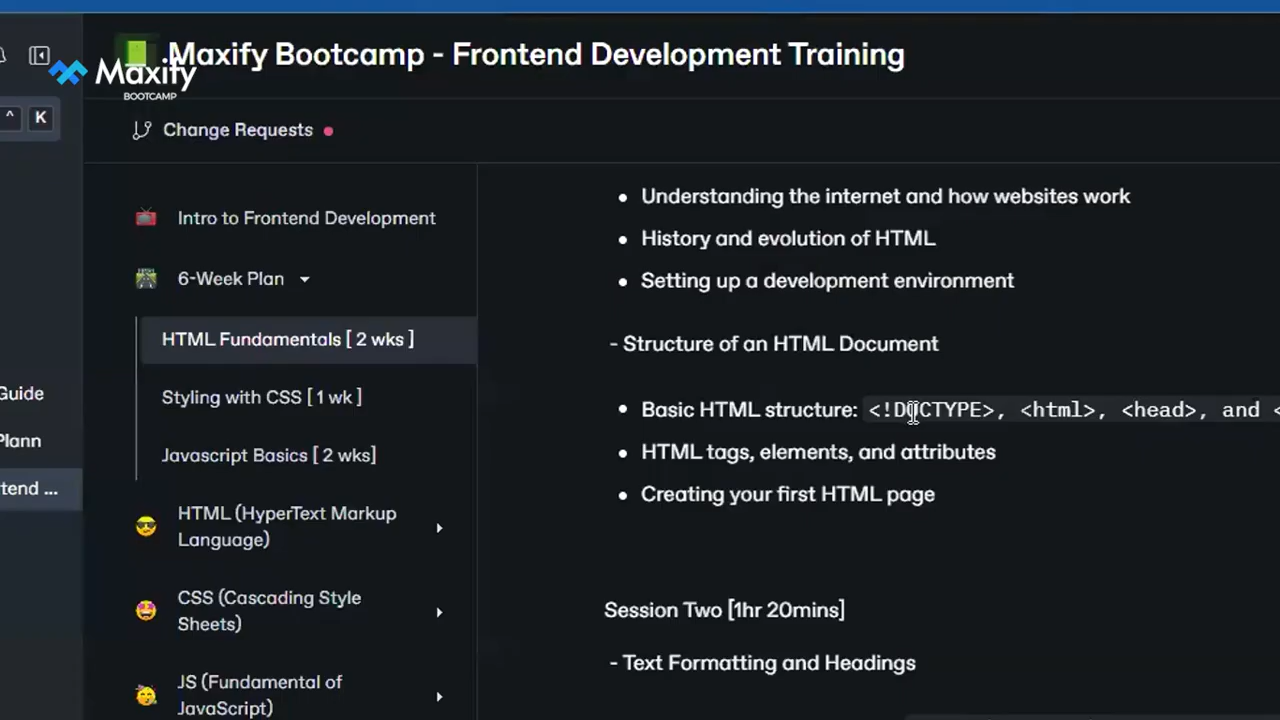 Maxify Bootcamp - Frontend Development Training
Maxify
BOOTCAMP
^ K
Change Requests
Guide
Plann
tend ...
Intro to Frontend Development
6-Week Plan
HTML Fundamentals [ 2 wks ]
Styling with CSS [ 1 wk ]
Javascript Basics [ 2 wks]
HTML (HyperText Markup
Language)
CSS (Cascading Style
Sheets)
JS (Fundamental of
JavaScript)
• Understanding the internet and how websites work
• History and evolution of HTML
• Setting up a development environment
- Structure of an HTML Document
• Basic HTML structure: <!DOCTYPE>, <html>, <head>, and <
• HTML tags, elements, and attributes
• Creating your first HTML page
Session Two [1hr 20mins]
- Text Formatting and Headings